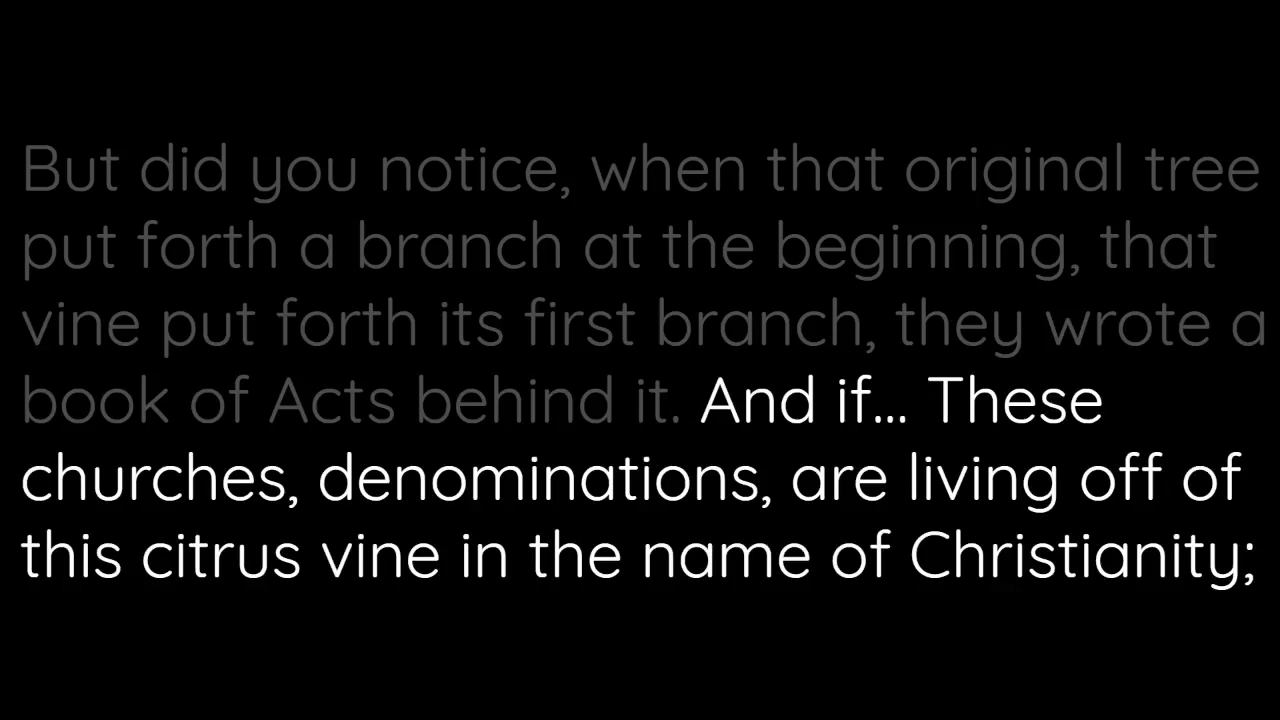 But did you notice, when that original tree
put forth a branch at the beginning, that
vine put forth its first branch, they wrote a
book of Acts behind it. And if... These
churches, denominations, are living off of
this citrus vine in the name of Christianity;